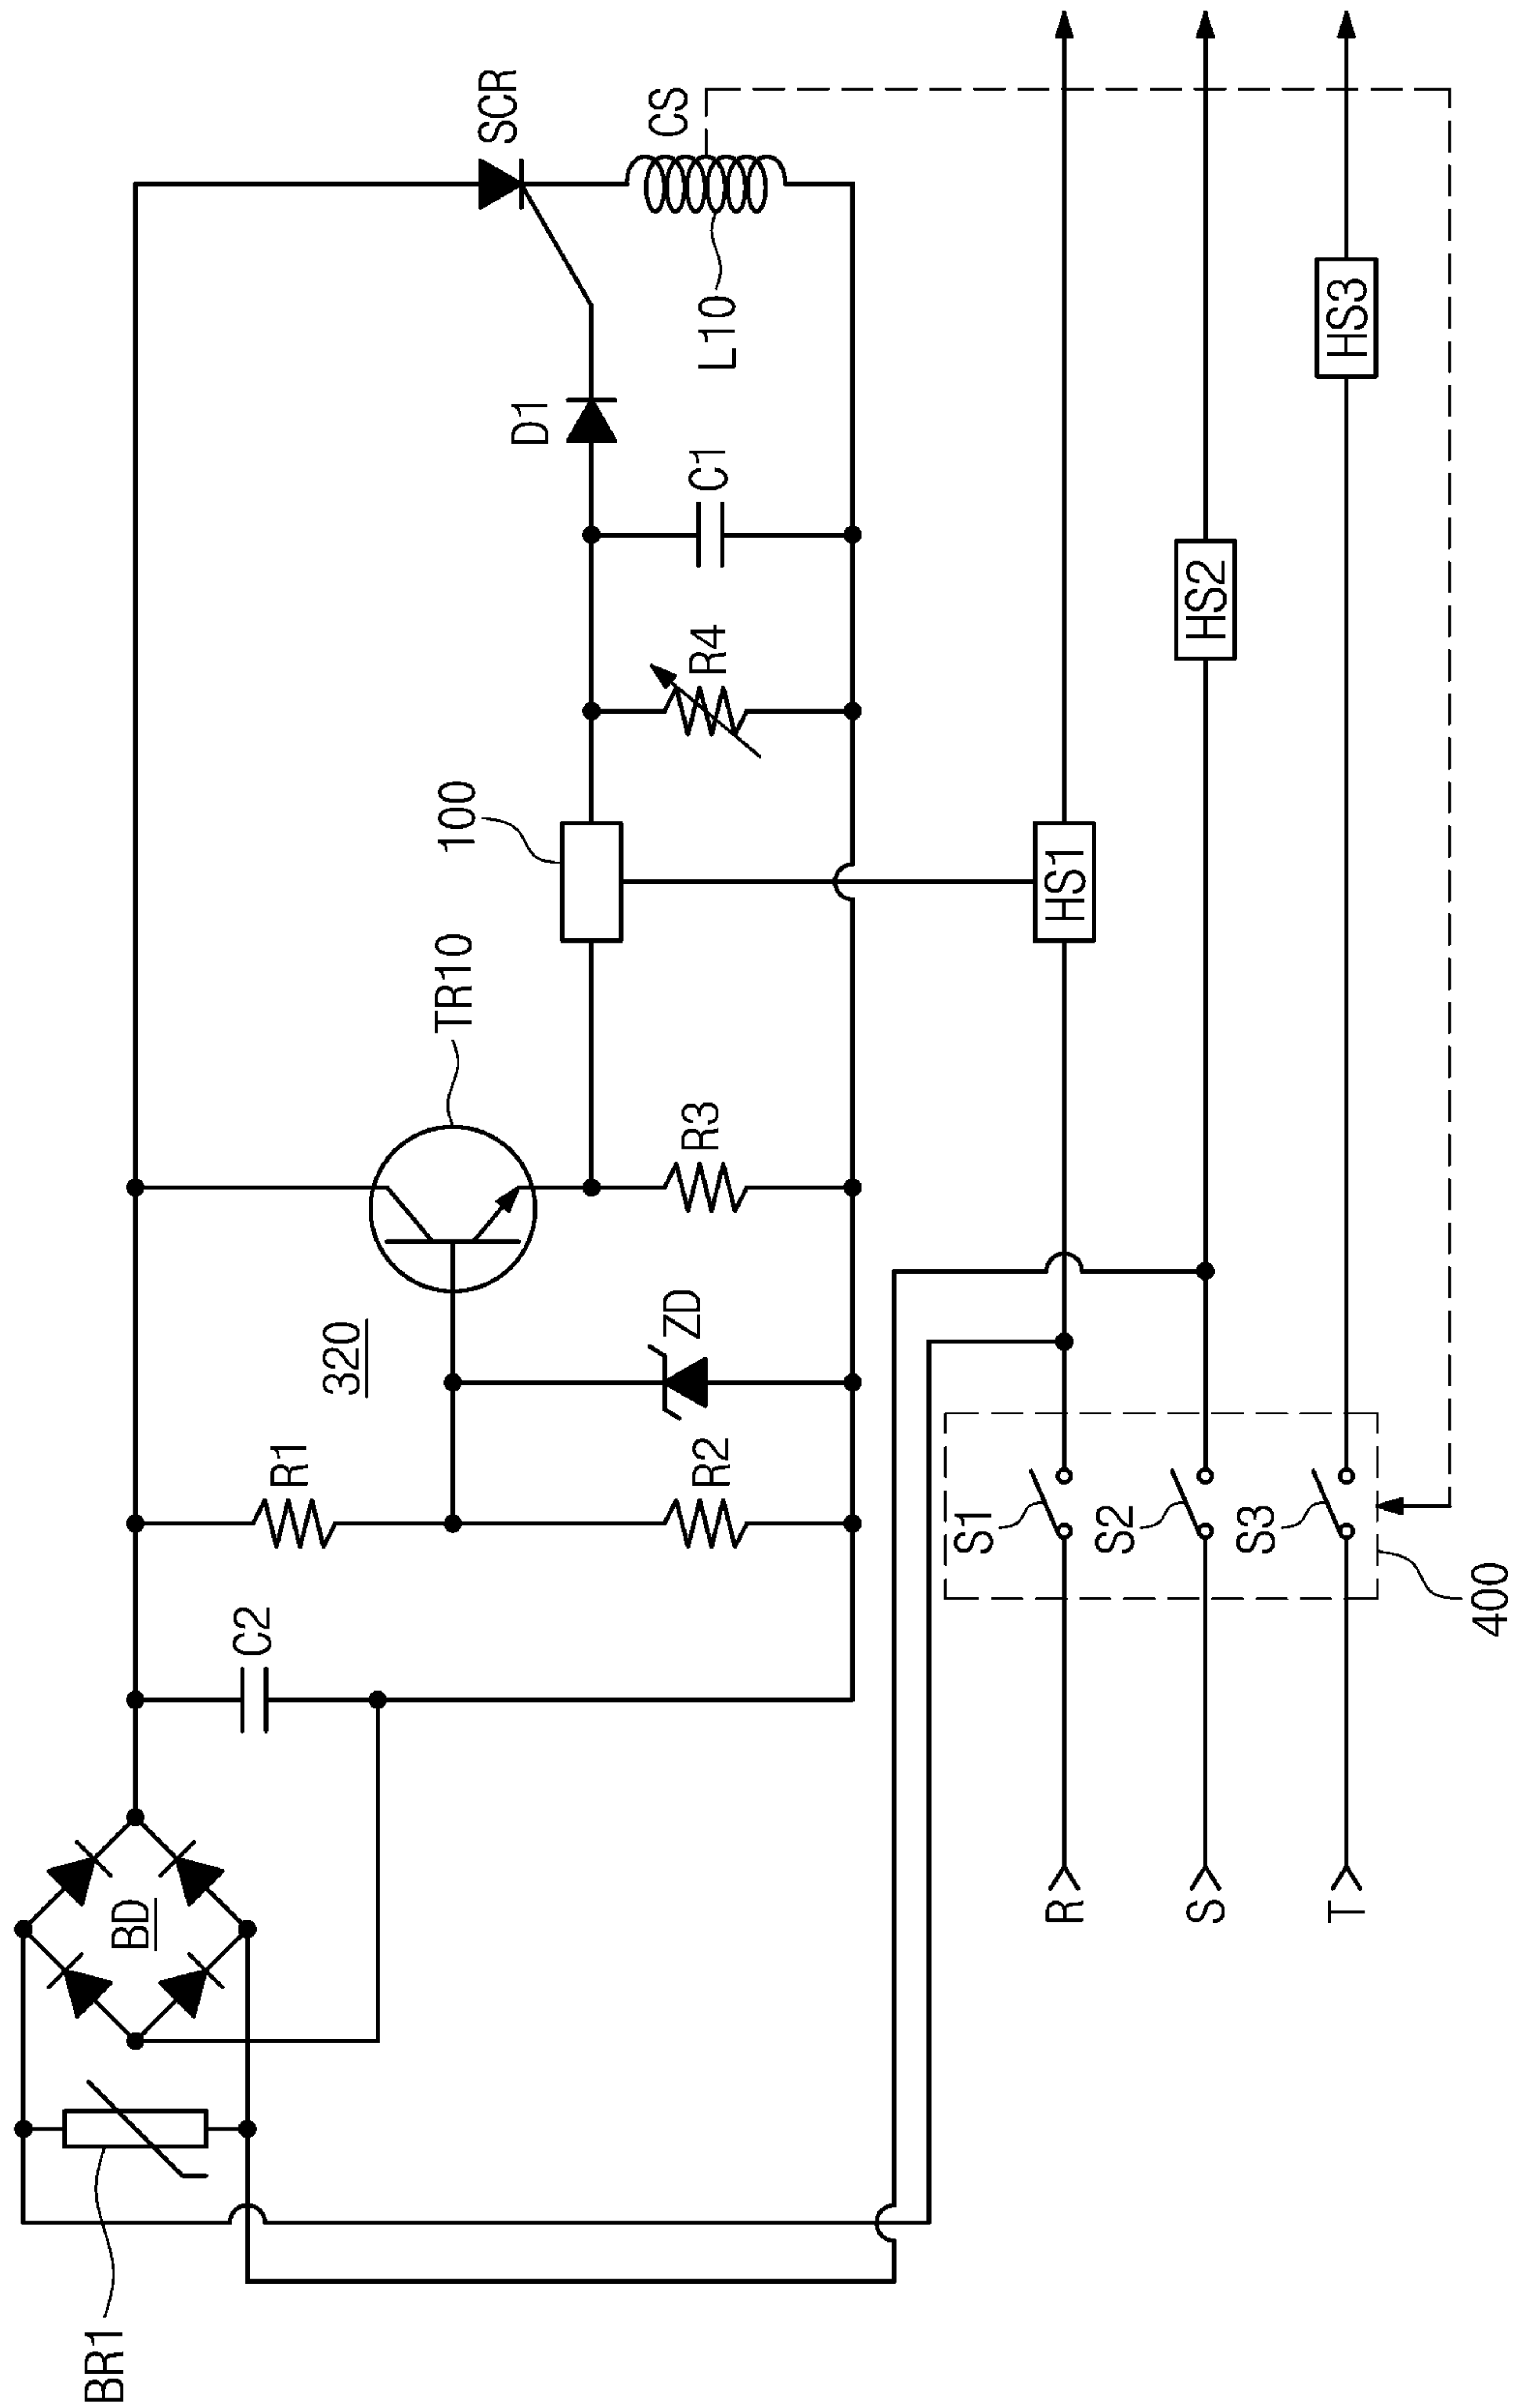 BR1
BD
C2
R1
R2
320
ZD
TR10
R3
100
R4
C1
D1
SCR
CS
L10
R
S
T
S1
S2
S3
400
HS1
HS2
HS3